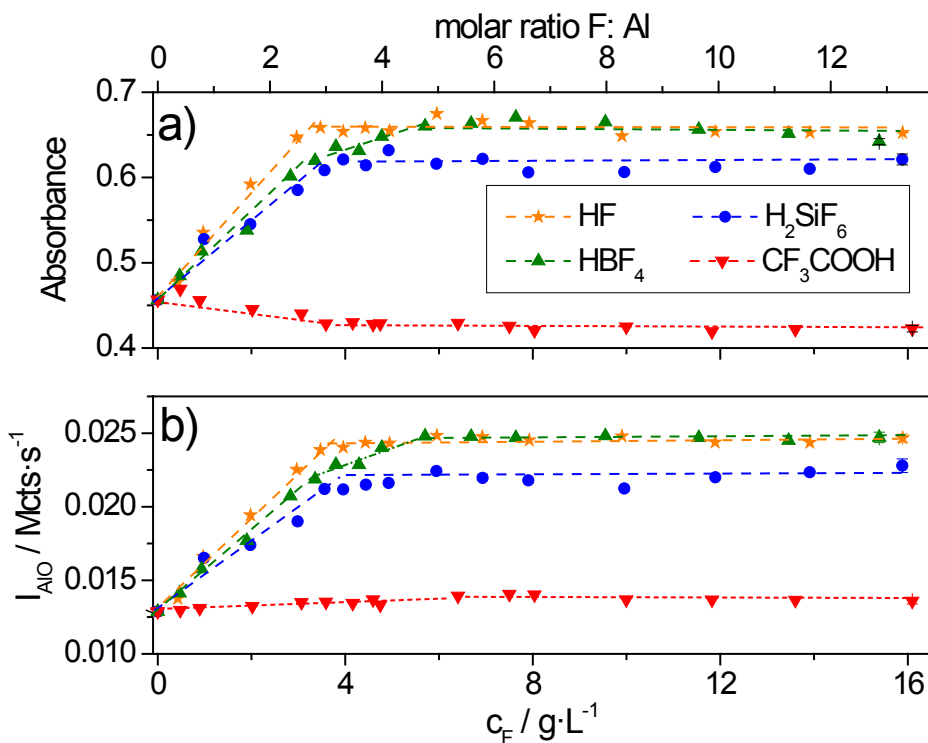 molar ratio F: Al
0 2 4 6 8 10 12
a)
0.7
0.6
0.5
0.4
Absorbance
HF
H₂SiF₆
HBF₄
CF₃COOH
b)
0.025
0.020
0.015
0.010
I_AlO / Mcts·s⁻¹
0 4 8 12 16
c_F / g·L⁻¹